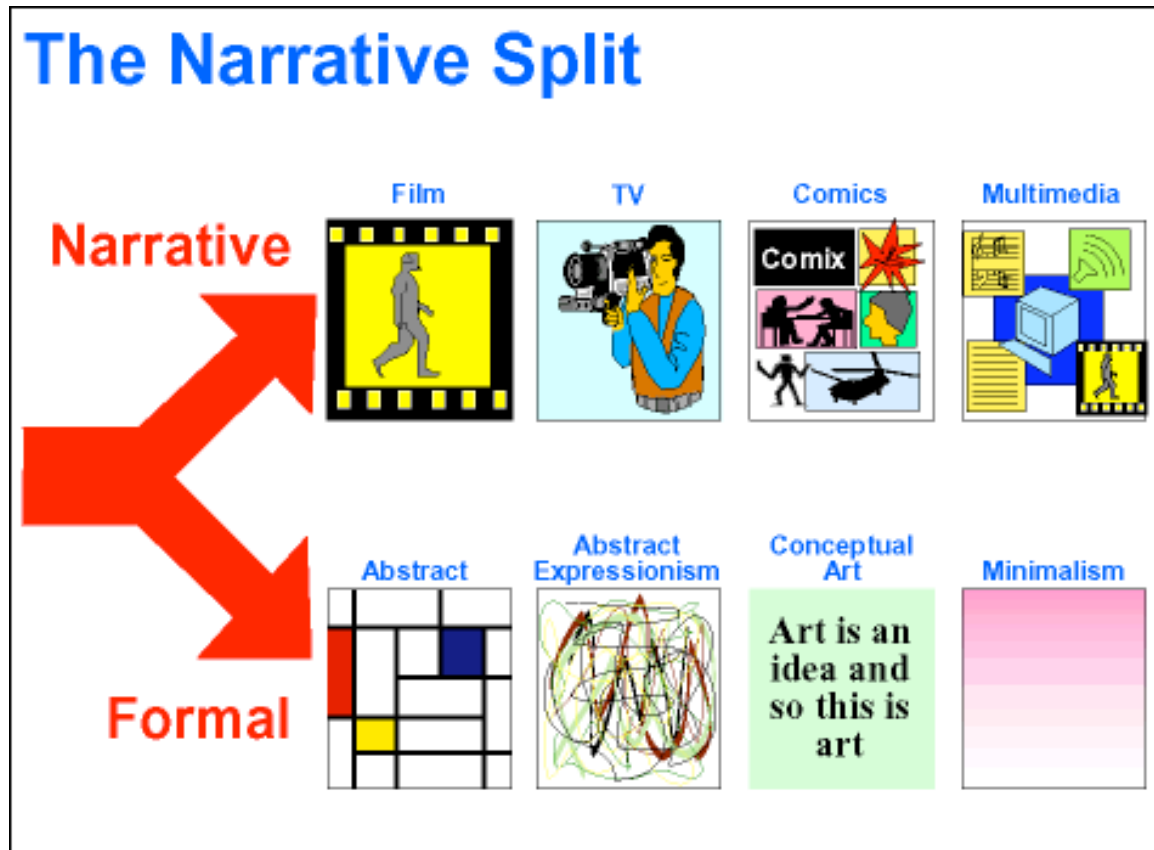 The Narrative Split
Narrative
Film
TV
Comics
Multimedia
Comix
Formal
Abstract
Abstract
Expressionism
Conceptual
Art
Minimalism
Art is an
idea and
so this is
art